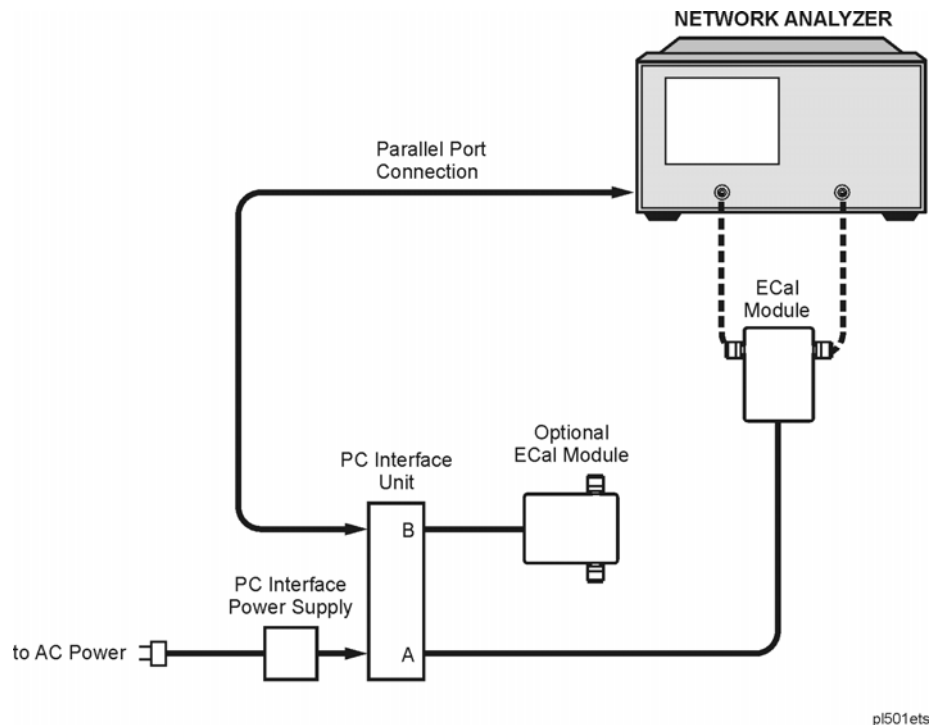 NETWORK ANALYZER
Parallel Port
Connection
ECal
Module
Optional
ECal Module
PC Interface
Unit
B
PC Interface
Power Supply
to AC Power
A
pl501ets